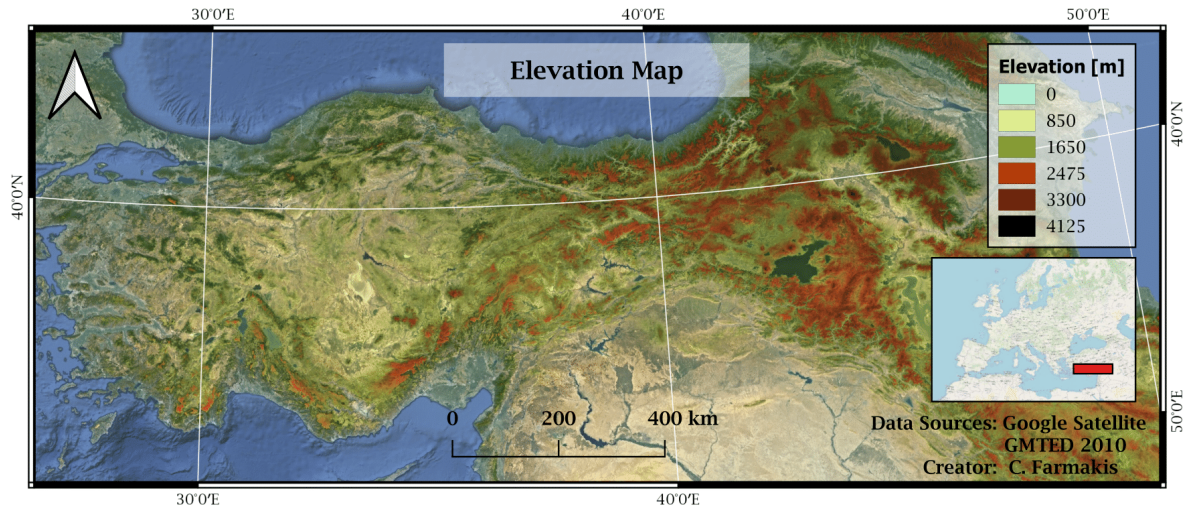 30°0′E
40°0′E
50°0′E
Elevation Map
Elevation [m]
0
850
1650
2475
3300
4125
40°0′N
40°0′N
0
200
400 km
Data Sources: Google Satellite
GMTED 2010
Creator: C. Farmakis
50°0′E
30°0′E
40°0′E